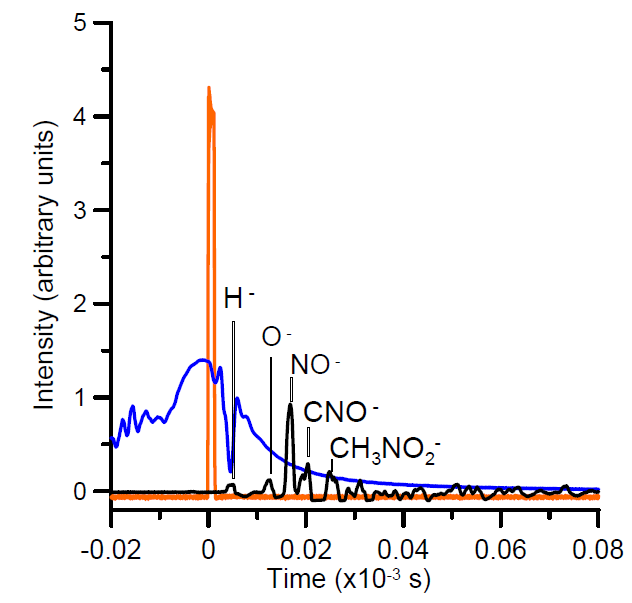 5
4
3
2
1
0
Intensity (arbitrary units)
H -
O -
NO -
CNO -
CH₃NO₂-
-0.02 0 0.02 0.04 0.06 0.08
Time (x10⁻³ s)